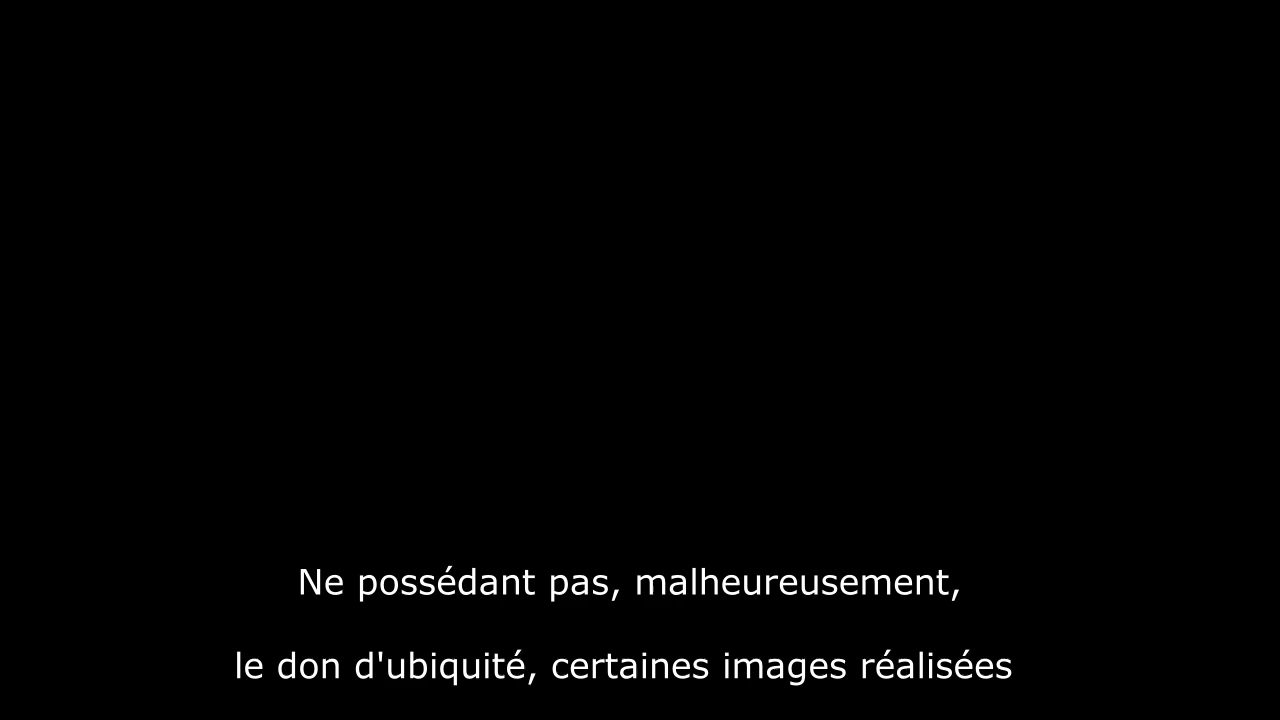 Ne possédant pas, malheureusement,
le don d'ubiquité, certaines images réalisées